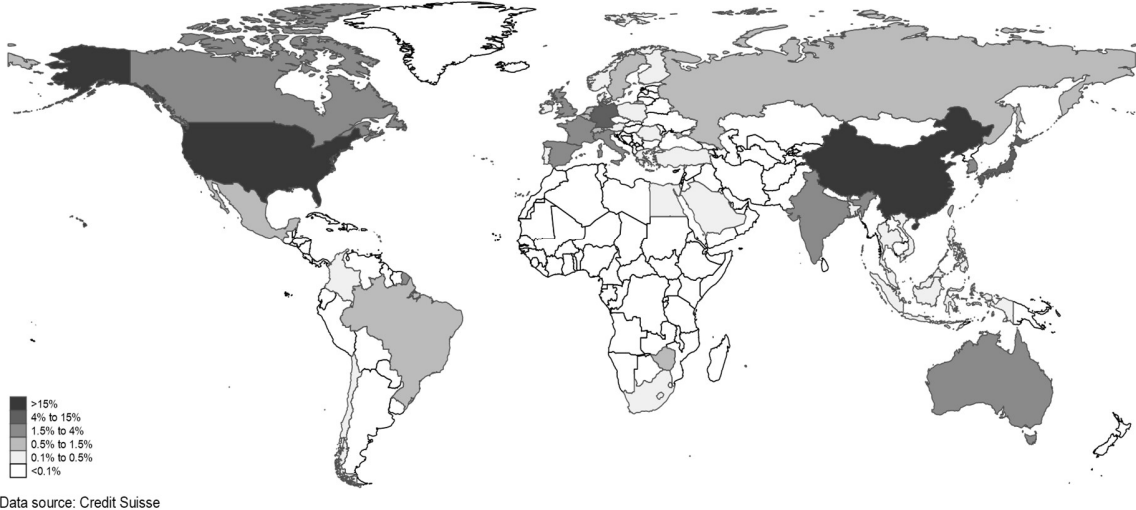 >15%
4% to 15%
1.5% to 4%
0.5% to 1.5%
0.1% to 0.5%
<0.1%
Data source: Credit Suisse